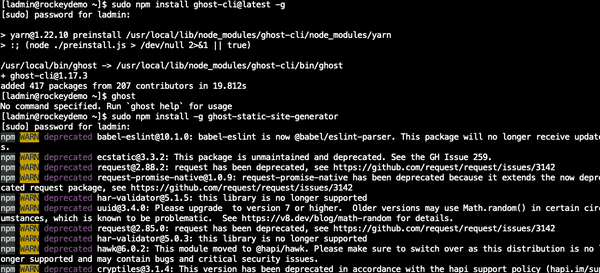 [ladmin@rockeydemo ~]$ sudo npm install ghost-cli@latest -g
[sudo] password for ladmin:
> yarn@1.22.10 preinstall /usr/local/lib/node_modules/ghost-cli/node_modules/yarn
> :; (node ./preinstall.js > /dev/null 2>&1 || true)
/usr/local/bin/ghost -> /usr/local/lib/node_modules/ghost-cli/bin/ghost
+ ghost-cli@1.17.3
added 417 packages from 207 contributors in 19.812s
[ladmin@rockeydemo ~]$ ghost
No command specified. Run `ghost help` for usage
[ladmin@rockeydemo ~]$ sudo npm install -g ghost-static-site-generator
[sudo] password for ladmin:
npm WARN deprecated babel-eslint@10.1.0: babel-eslint is now @babel/eslint-parser. This package will no longer receive update
s.
npm WARN deprecated ecstatic@3.3.2: This package is unmaintained and deprecated. See the GH Issue 259.
npm WARN deprecated request@2.88.2: request has been deprecated, see https://github.com/request/request/issues/3142
npm WARN deprecated request-promise-native@1.0.9: request-promise-native has been deprecated because it extends the now depre
cated request package, see https://github.com/request/request/issues/3142
npm WARN deprecated har-validator@5.1.5: this library is no longer supported
npm WARN deprecated uuid@3.4.0: Please upgrade  to version 7 or higher.  Older versions may use Math.random() in certain circ
umstances, which is known to be problematic.  See https://v8.dev/blog/math-random for details.
npm WARN deprecated request@2.85.0: request has been deprecated, see https://github.com/request/request/issues/3142
npm WARN deprecated har-validator@5.0.3: this library is no longer supported
npm WARN deprecated hawk@6.0.2: This module moved to @hapi/hawk. Please make sure to switch over as this distribution is no l
onger supported and may contain bugs and critical security issues.
npm WARN deprecated cryptiles@3.1.4: This version has been deprecated in accordance with the hapi support policy (hapi.im/su